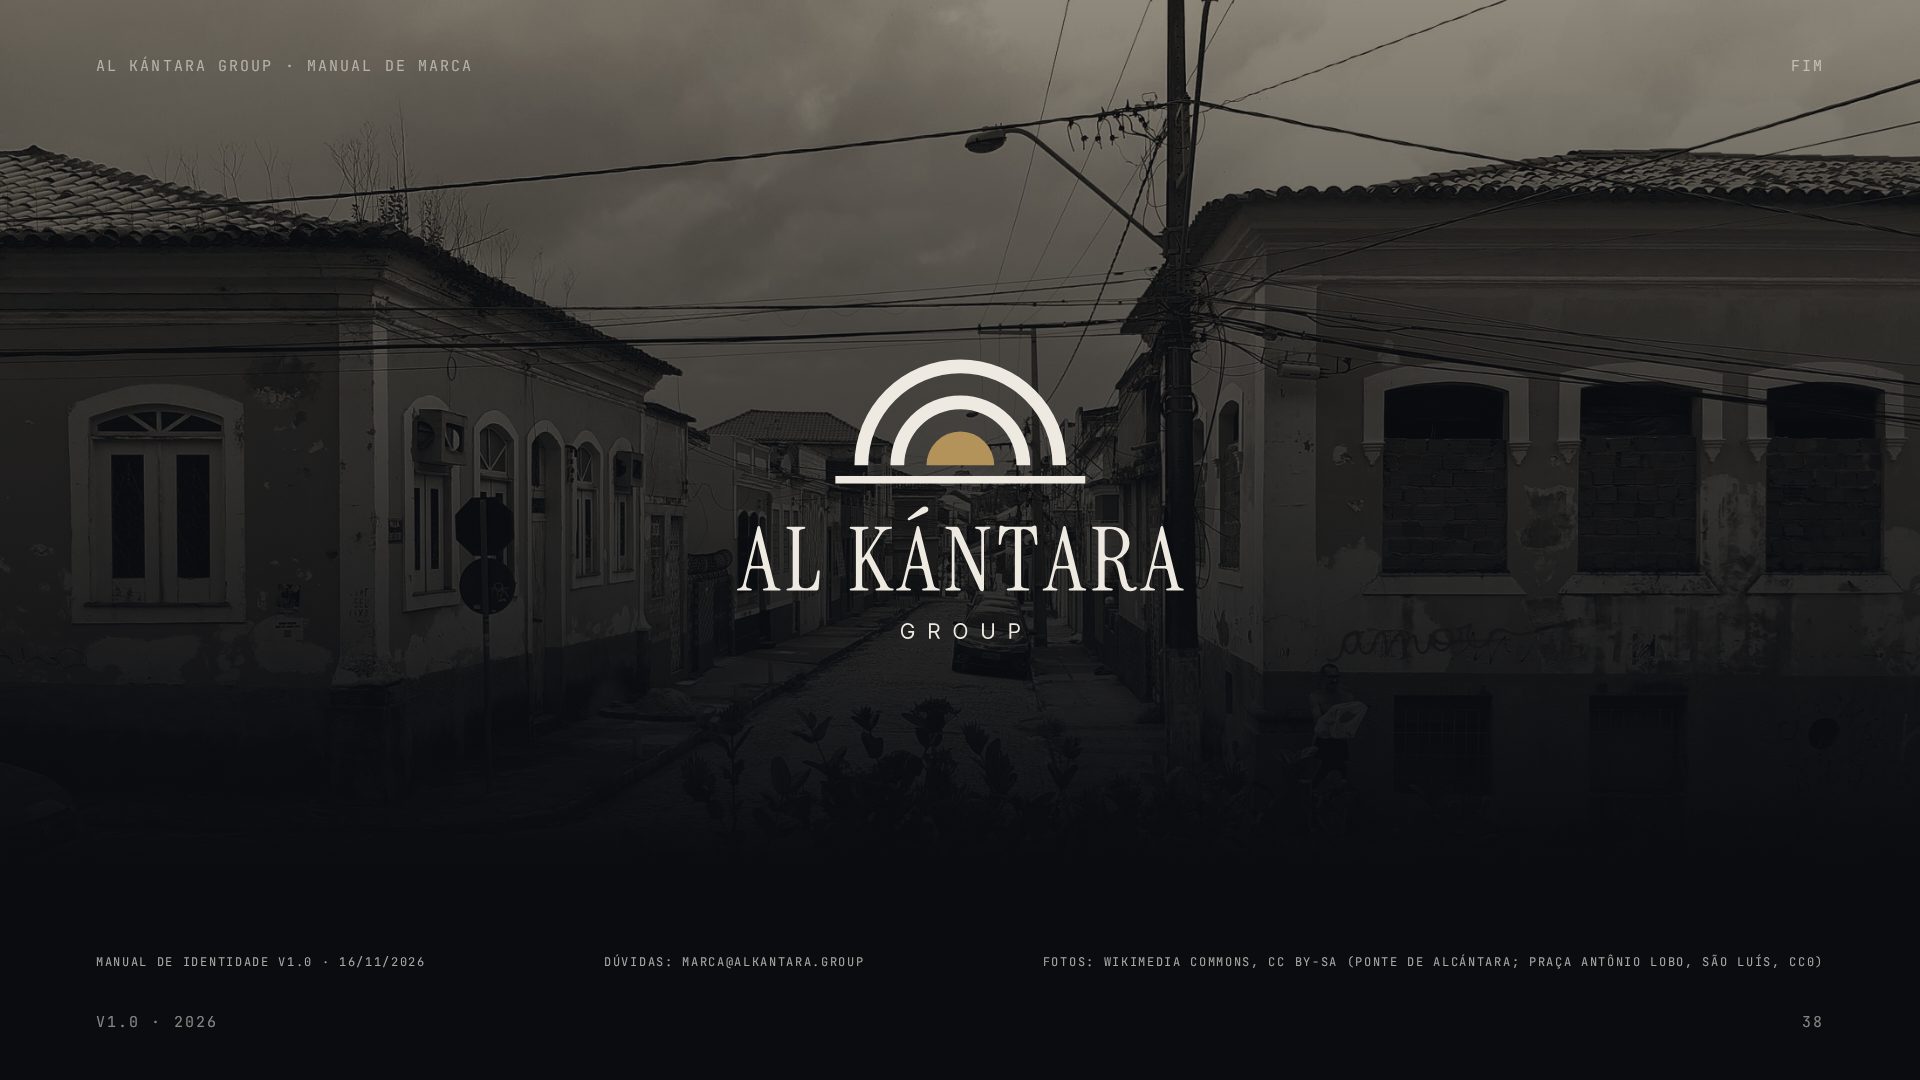 AL KÁNTARA GROUP · MANUAL DE MARCA
FIM
AL KÁNTARA
GROUP
amora
MANUAL DE IDENTIDADE V1.0 · 16/11/2026
DÚVIDAS: MARCA@ALKANTARA.GROUP
FOTOS: WIKIMEDIA COMMONS, CC BY-SA (PONTE DE ALCÁNTARA; PRAÇA ANTÔNIO LOBO, SÃO LUÍS, CC0)
V1.0 · 2026
38